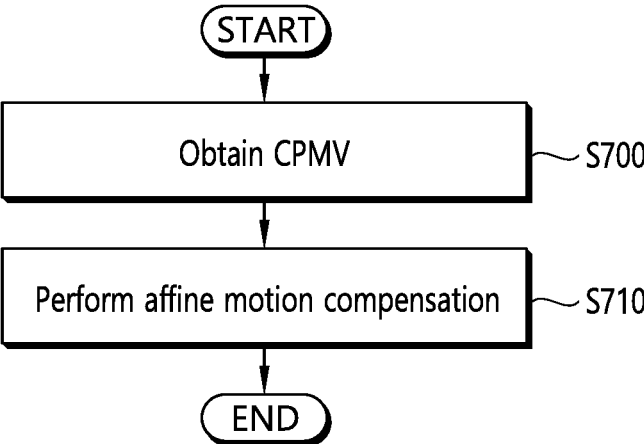 START
Obtain CPMV
S700
Perform affine motion compensation
S710
END